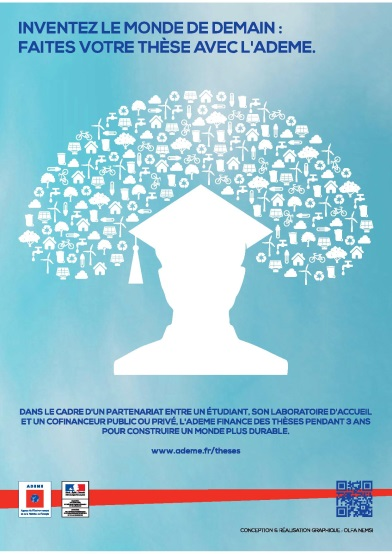 INVENTEZ LE MONDE DE DEMAIN :
FAITES VOTRE THÈSE AVEC L'ADEME.
DANS LE CADRE D'UN PARTENARIAT ENTRE UN ÉTUDIANT, SON LABORATOIRE D'ACCUEIL
ET UN COFINANCEUR PUBLIC OU PRIVÉ, L'ADEME FINANCE DES THÈSES PENDANT 3 ANS
POUR CONSTRUIRE UN MONDE PLUS DURABLE.
www.ademe.fr/theses
ADEME
CONCEPTION & RÉALISATION GRAPHIQUE : OLFA NEMSI